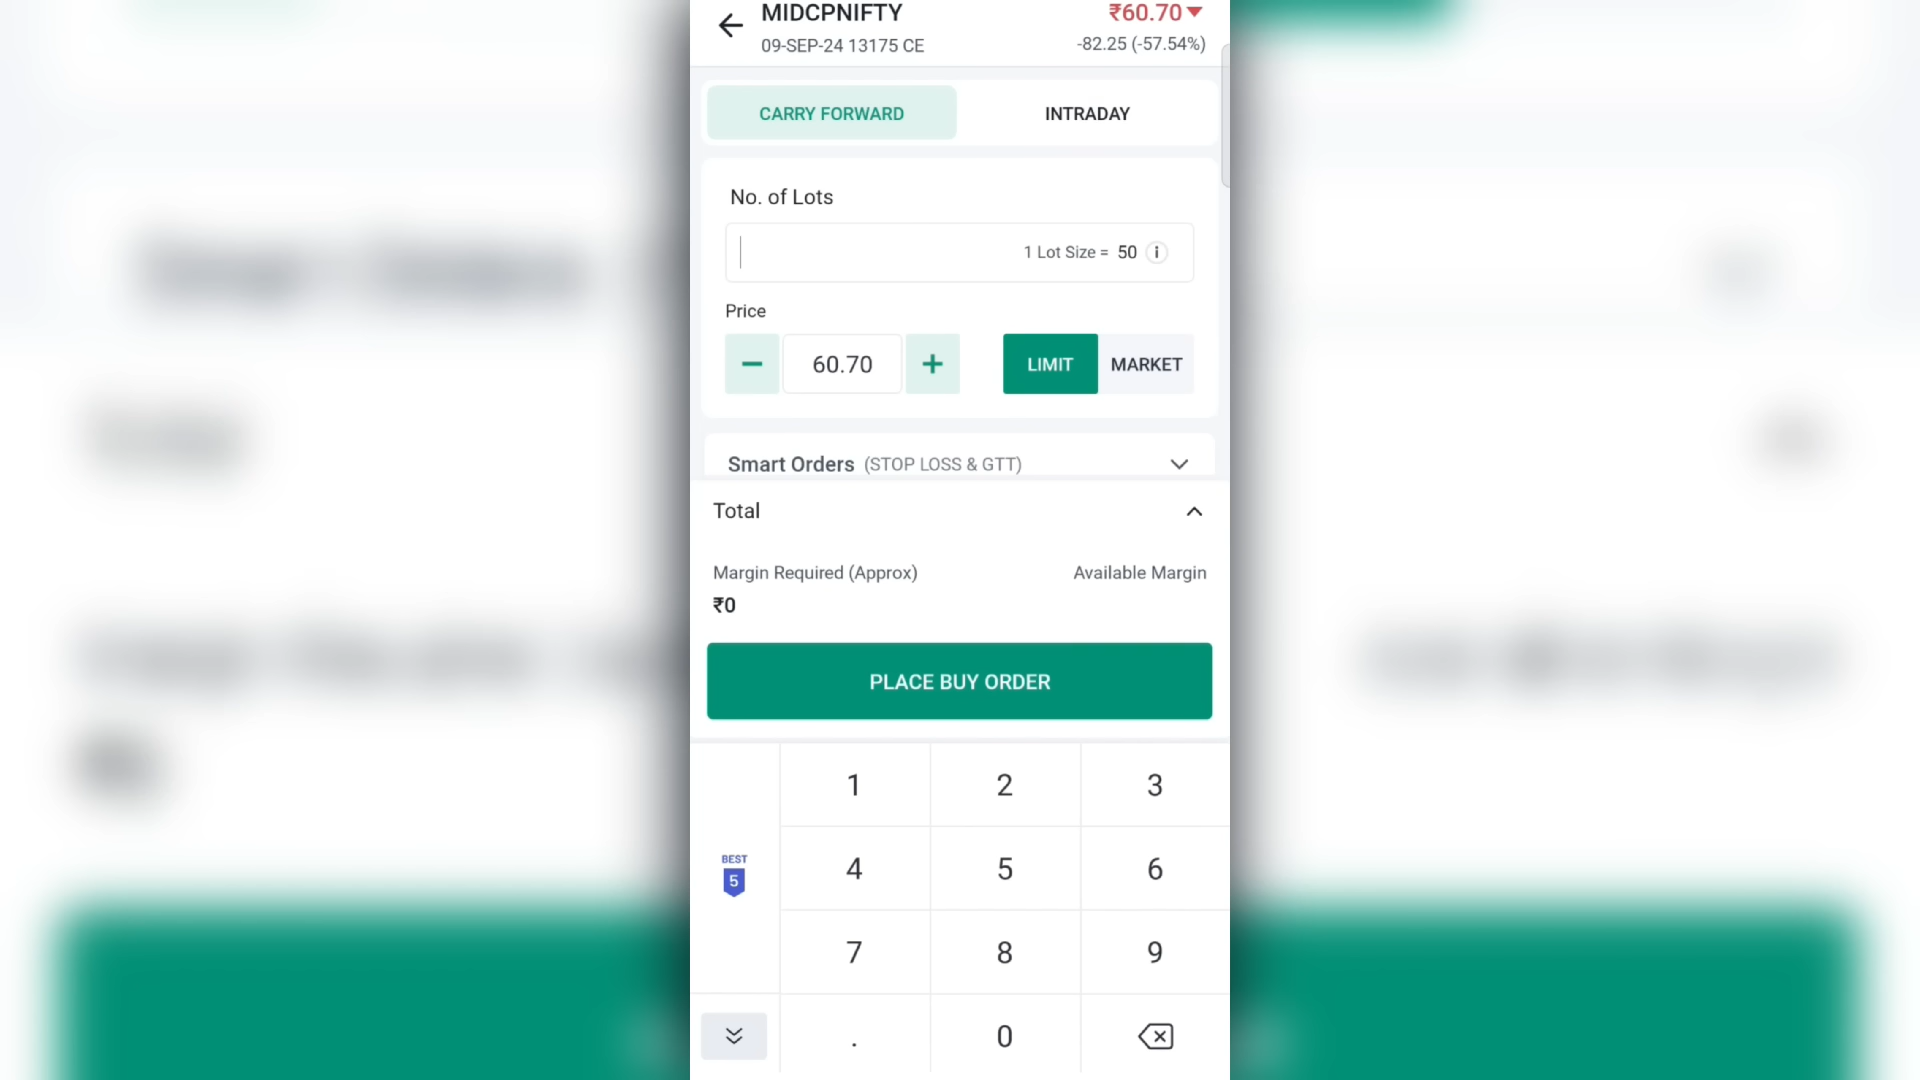 MIDCPNIFTY
₹60.70
09-SEP-24 13175 CE
-82.25 (-57.54%)
CARRY FORWARD
INTRADAY
No. of Lots
1 Lot Size = 50
Price
60.70
LIMIT
MARKET
Smart Orders (STOP LOSS & GTT)
Total
Margin Required (Approx)
Available Margin
₹0
PLACE BUY ORDER
1 2 3
BEST
5
4 5 6
7 8 9
. 0